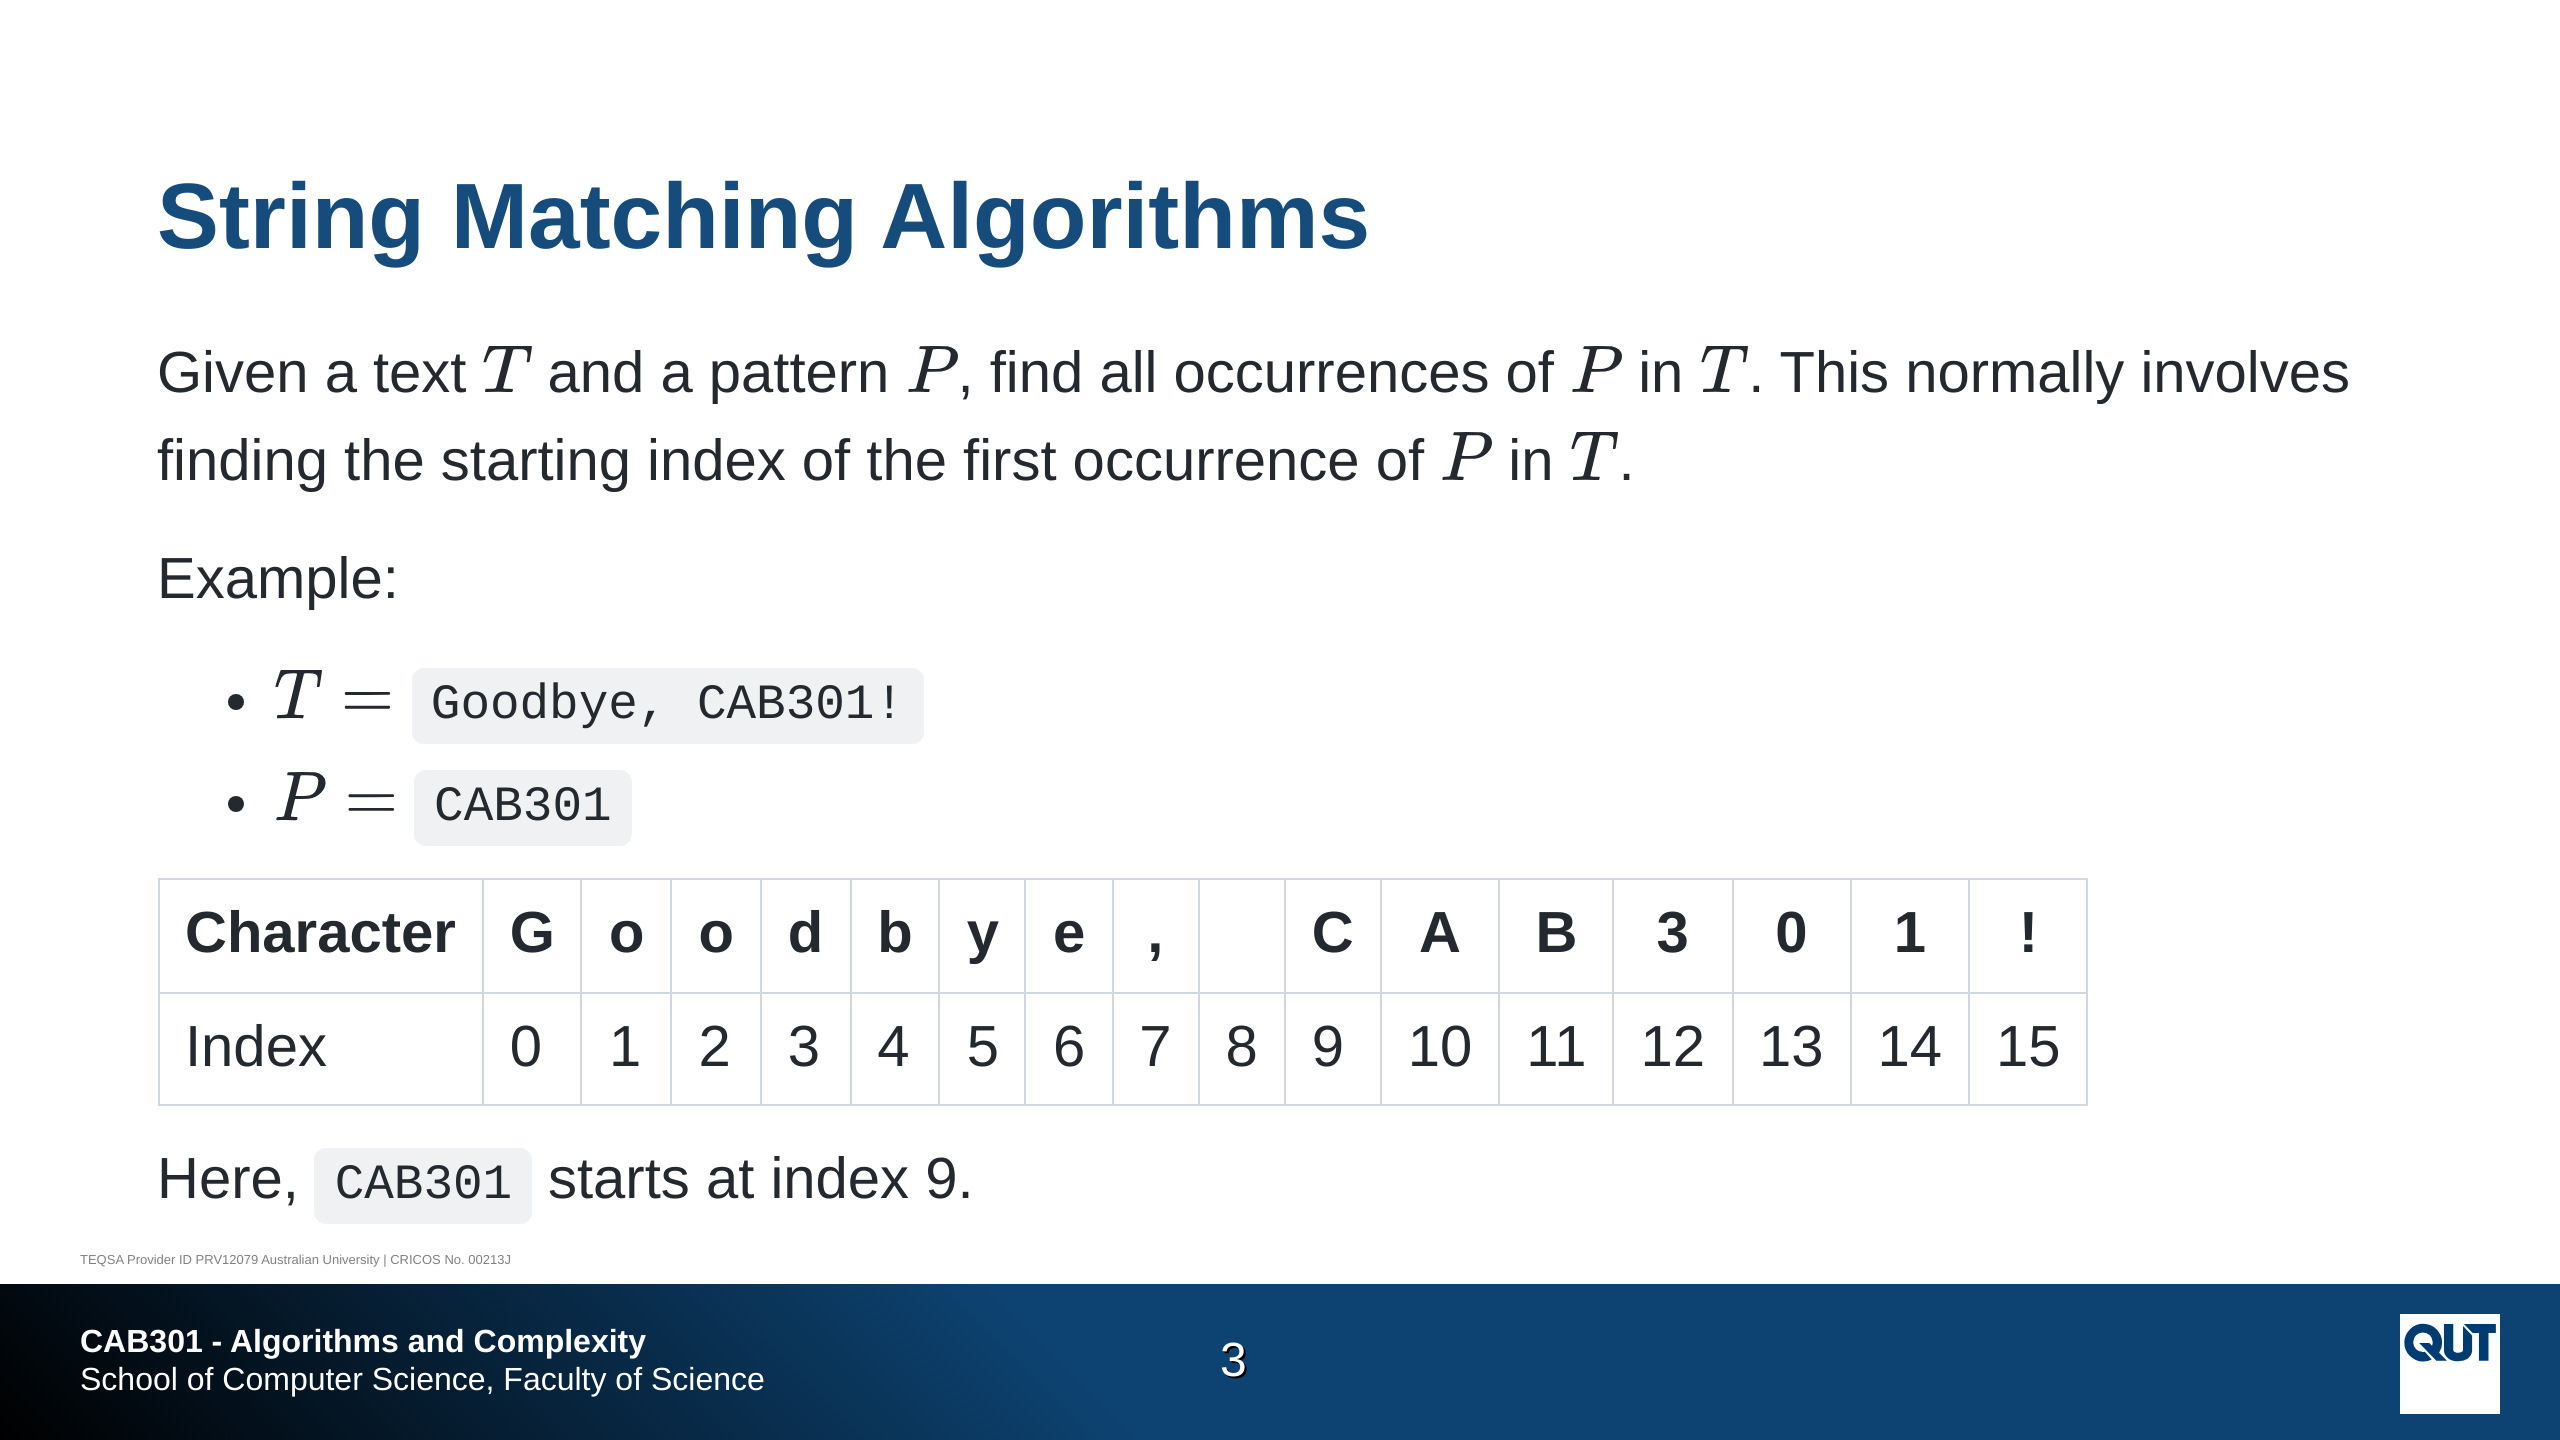 String Matching Algorithms
Given a text T and a pattern P, find all occurrences of P in T. This normally involves
finding the starting index of the first occurrence of P in T.
Example:
• T = Goodbye, CAB301!
• P = CAB301
Character G o o d b y e , C A B 3 0 1 !
Index 0 1 2 3 4 5 6 7 8 9 10 11 12 13 14 15
Here, CAB301 starts at index 9.
TEQSA Provider ID PRV12079 Australian University | CRICOS No. 00213J
CAB301 - Algorithms and Complexity
School of Computer Science, Faculty of Science
3
QUT